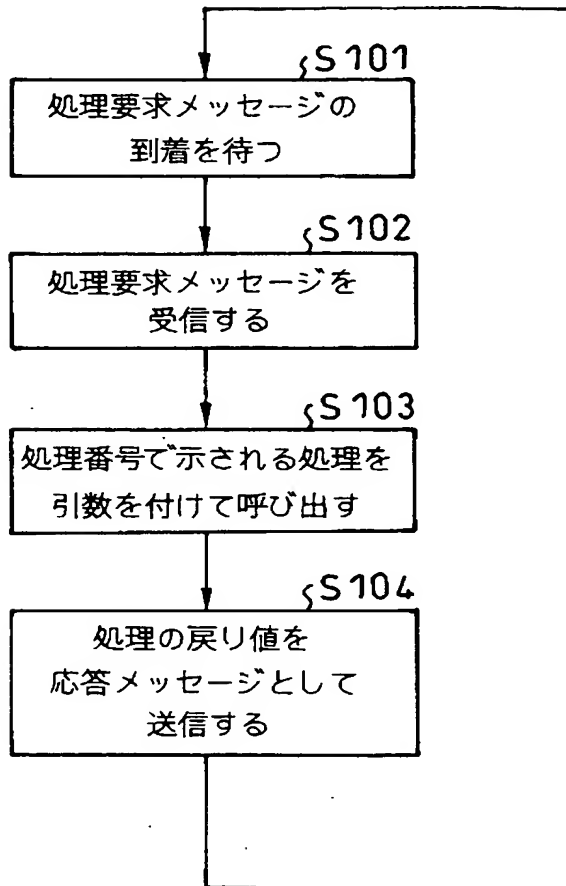 S101
処理要求メッセージの
到着を待つ
S102
処理要求メッセージを
受信する
S103
処理番号で示される処理を
引数を付けて呼び出す
S104
処理の戻り値を
応答メッセージとして
送信する